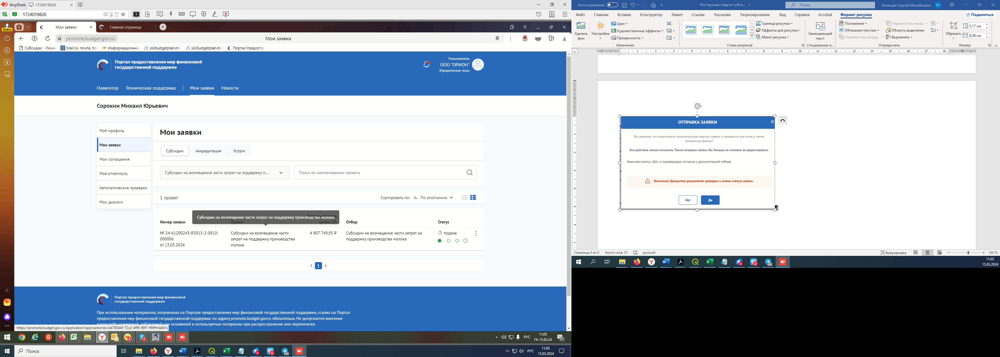 AnyDesk
1724019826
1724019826
1
Войти
2
Мои заявки
Главная страница
promote.budget.gov.ru
Мои заявки
Субсидии - Личн
Mail.ru: почта, по
Информационна
ssl.budgetplan.min
ssl.budgetplan.min
Портал предостав
2
Портал предоставления мер финансовой
государственной поддержки
Пользователь
ООО "ОРИОН"
Юридическое лицо
Навигатор
Техническая поддержка
Мои заявки
Новости
Сорокин Михаил Юрьевич
Мой профиль
Мои заявки
Мои соглашения
Моя отчетность
Автоматические проверки
Мои диалоги
Мои заявки
Субсидии
Аккредитация
Услуги
Субсидии на возмещение части затрат на поддержку п...
Поиск по наименованию проекта
1 проект
Сортировать по:
По умолчанию
Субсидии на возмещение части затрат на поддержку производства молока
Номер заявки
Проект
сумма (₽)
Отбор
Статус
№ 24-61200243-R5015-2-0810-
000006
от 13.03.2024
Субсидии на возмещение части
затрат на поддержку производства
молока
4 807 749,95 ₽
Субсидии на возмещение части затрат на
поддержку производства молока
подана
1
Портал предоставления мер финансовой
государственной поддержки
При использовании материалов, полученных на Портале предоставления мер финансовой государственной поддержки, ссылка на Портал
предоставления мер финансовой государственной поддержки по адресу promote.budget.gov.ru обязательна. Не допускается внесение
каких-либо изменений, добавлений или искажений в используемые материалы при распространении или перепечатке.
https://promote.budget.gov.ru/application?applicationId=4d78544f-72c2-4ff9-99f7-f99ffcfa841c
РУС
11:05
Пт 15.03.24
22
Поиск
РУС
11:05
15.03.2024
Автосохранение
Инструкция подачи субси...
Поиск
Канищев Сергей Михайлович
КС
Файл
Главная
Вставка
Конструктор
Макет
Ссылки
Рассылки
Рецензирование
Вид
Справка
Acrobat
Формат рисунка
Поделиться
Удалить
фон
Настройки
Цвет
Художественные эффекты
Прозрачность
Изменение
Стили рисунков
Граница рисунка
Эффекты для рисунка
Макет рисунка
Замещающий
текст
Специальные в...
Положение
Обтекание текстом
Переместить вперед
Переместить назад
Область выделения
Выровнять
Упорядочить
Обрезать
5,17 см
8,58 см
Размер
ОТПРАВКА ЗАЯВКИ
Вы уверены, что подготовили окончательную версию заявки и проверили все поля, а также
вложенные файлы?
Это действие нельзя отменить. После отправки заявки Вы больше не сможете ее редактировать.
Нажимая кнопку «ДА», я подтверждаю согласие с документацией отбора
Внимание! Дождитесь результатов проверки и смены статуса заявки.
Нет
Да
Страница 8 из 8
Число слов: 57
русский
Фокусировка
160 %
11:05
15.03.2024